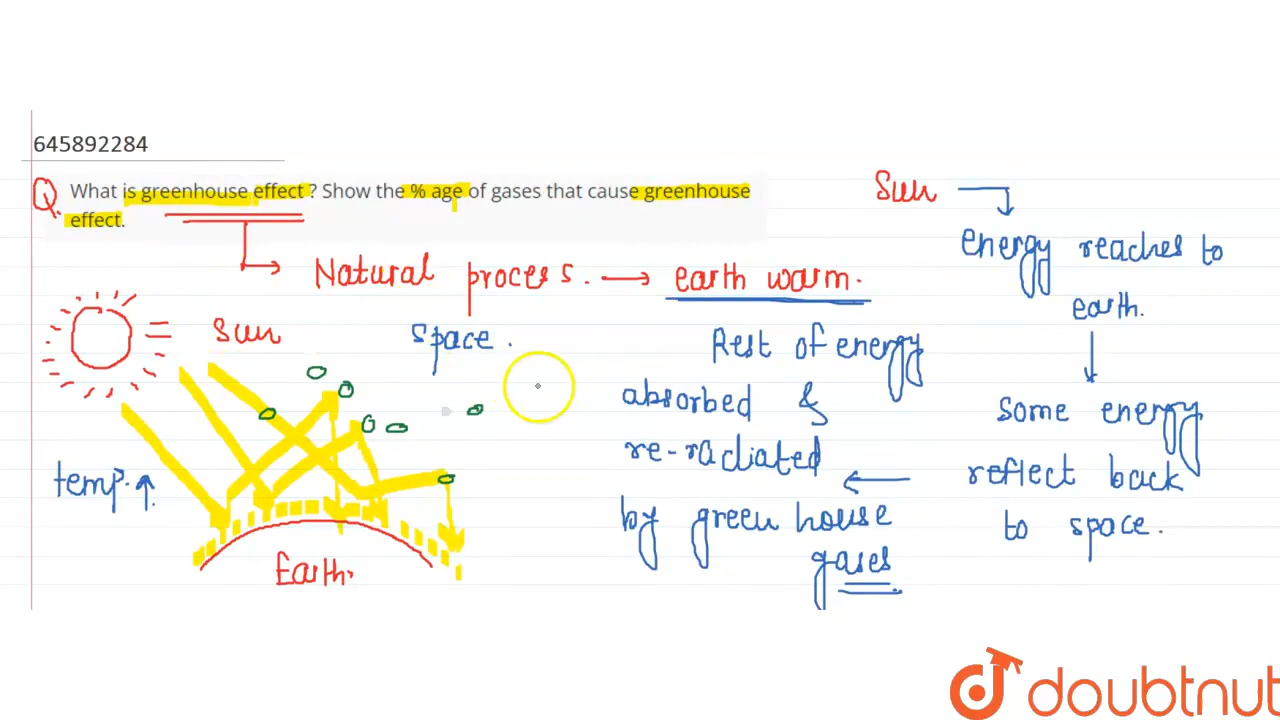 645892284
Q. What is greenhouse effect ? Show the % age of gases that cause greenhouse
effect.
Natural process. → earth warm.
Sun
space.
temp. ↑
Earth.
Sun
energy reaches to
earth.
some energy
reflect back
to space.
Rest of energy
absorbed &
re-radiated
by green house
gases
doubtnut